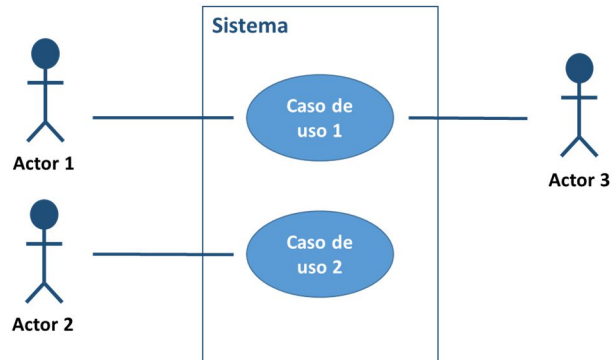 Sistema
Caso de
uso 1
Actor 1
Actor 3
Caso de
uso 2
Actor 2